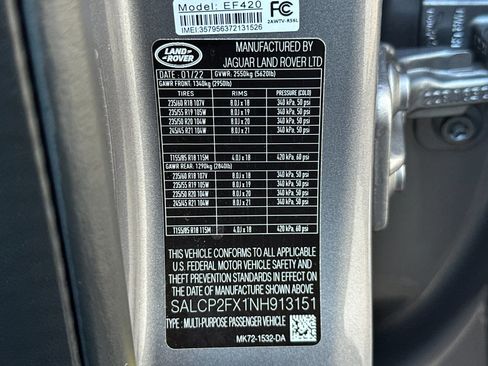 Model: EF420
FC
2AWTV-R5SL
IMEI:357956372131526
LAND ROVER
MANUFACTURED BY
JAGUAR LAND ROVER LTD
DATE : 01/22 GVWR: 2550kg (5620lb)
GAWR FRONT: 1340kg (2950lb)
TIRES RIMS PRESSURE (COLD)
235/60 R18 107V 8.0J x 18 340 kPa, 50 psi
235/55 R19 105W 8.0J x 19 340 kPa, 50 psi
235/50 R20 104W 8.0J x 20 340 kPa, 50 psi
245/45 R21 104W 8.0J x 21 340 kPa, 50 psi
T155/85 R18 115M 4.0J x 18 420 kPa, 60 psi
GAWR REAR: 1290kg (2840lb)
235/60 R18 107V 8.0J x 18 340 kPa, 50 psi
235/55 R19 105W 8.0J x 19 340 kPa, 50 psi
235/50 R20 104W 8.0J x 20 340 kPa, 50 psi
245/45 R21 104W 8.0J x 21 340 kPa, 50 psi
T155/85 R18 115M 4.0J x 18 420 kPa, 60 psi
THIS VEHICLE CONFORMS TO ALL APPLICABLE
U.S. FEDERAL MOTOR VEHICLE SAFETY AND
THEFT PREVENTION STANDARDS IN EFFECT
ON THE DATE OF MANUFACTURE SHOWN ABOVE
SALCP2FX1NH913151
TYPE : MULTI-PURPOSE PASSENGER VEHICLE
MK72-1532-DA